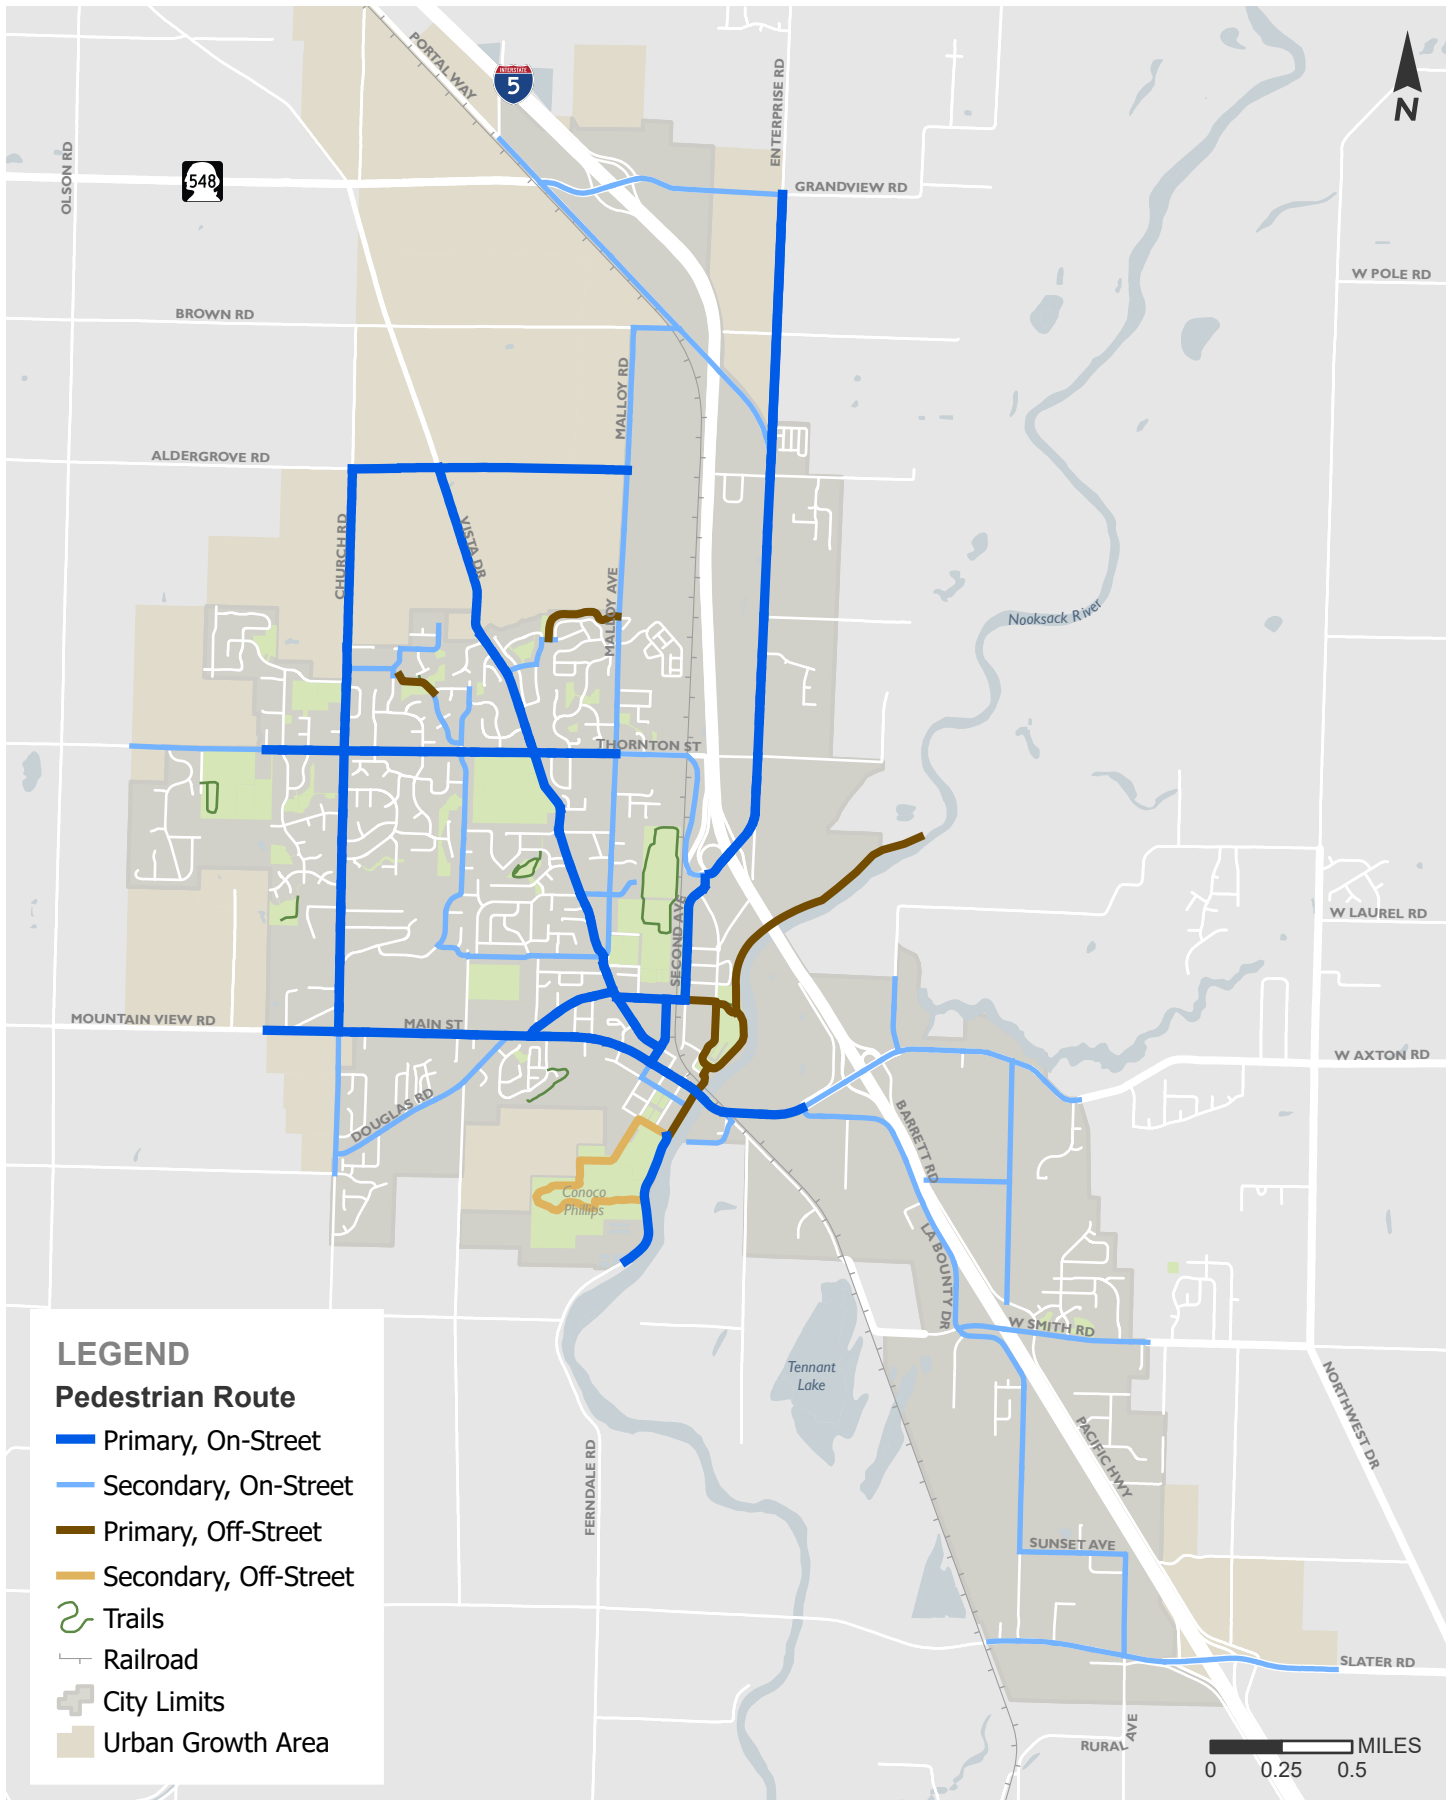 PORTAL WAY
INTERSTATE
5
ENTERPRISE RD
N
OLSON RD
548
GRANDVIEW RD
W POLE RD
BROWN RD
MALLOY RD
ALDERGROVE RD
CHURCH RD
VISTA DR
MALLOY AVE
Nooksack River
THORNTON ST
SECOND AVE
W LAUREL RD
MOUNTAIN VIEW RD
MAIN ST
W AXTON RD
DOUGLAS RD
BARRETT RD
Conoco
Phillips
LA BOUNTY DR
W SMITH RD
Tennant
Lake
NORTHWEST DR
PACIFIC HWY
FERNDALE RD
SUNSET AVE
SLATER RD
RURAL AVE
LEGEND
Pedestrian Route
Primary, On-Street
Secondary, On-Street
Primary, Off-Street
Secondary, Off-Street
Trails
Railroad
City Limits
Urban Growth Area
MILES
0 0.25 0.5